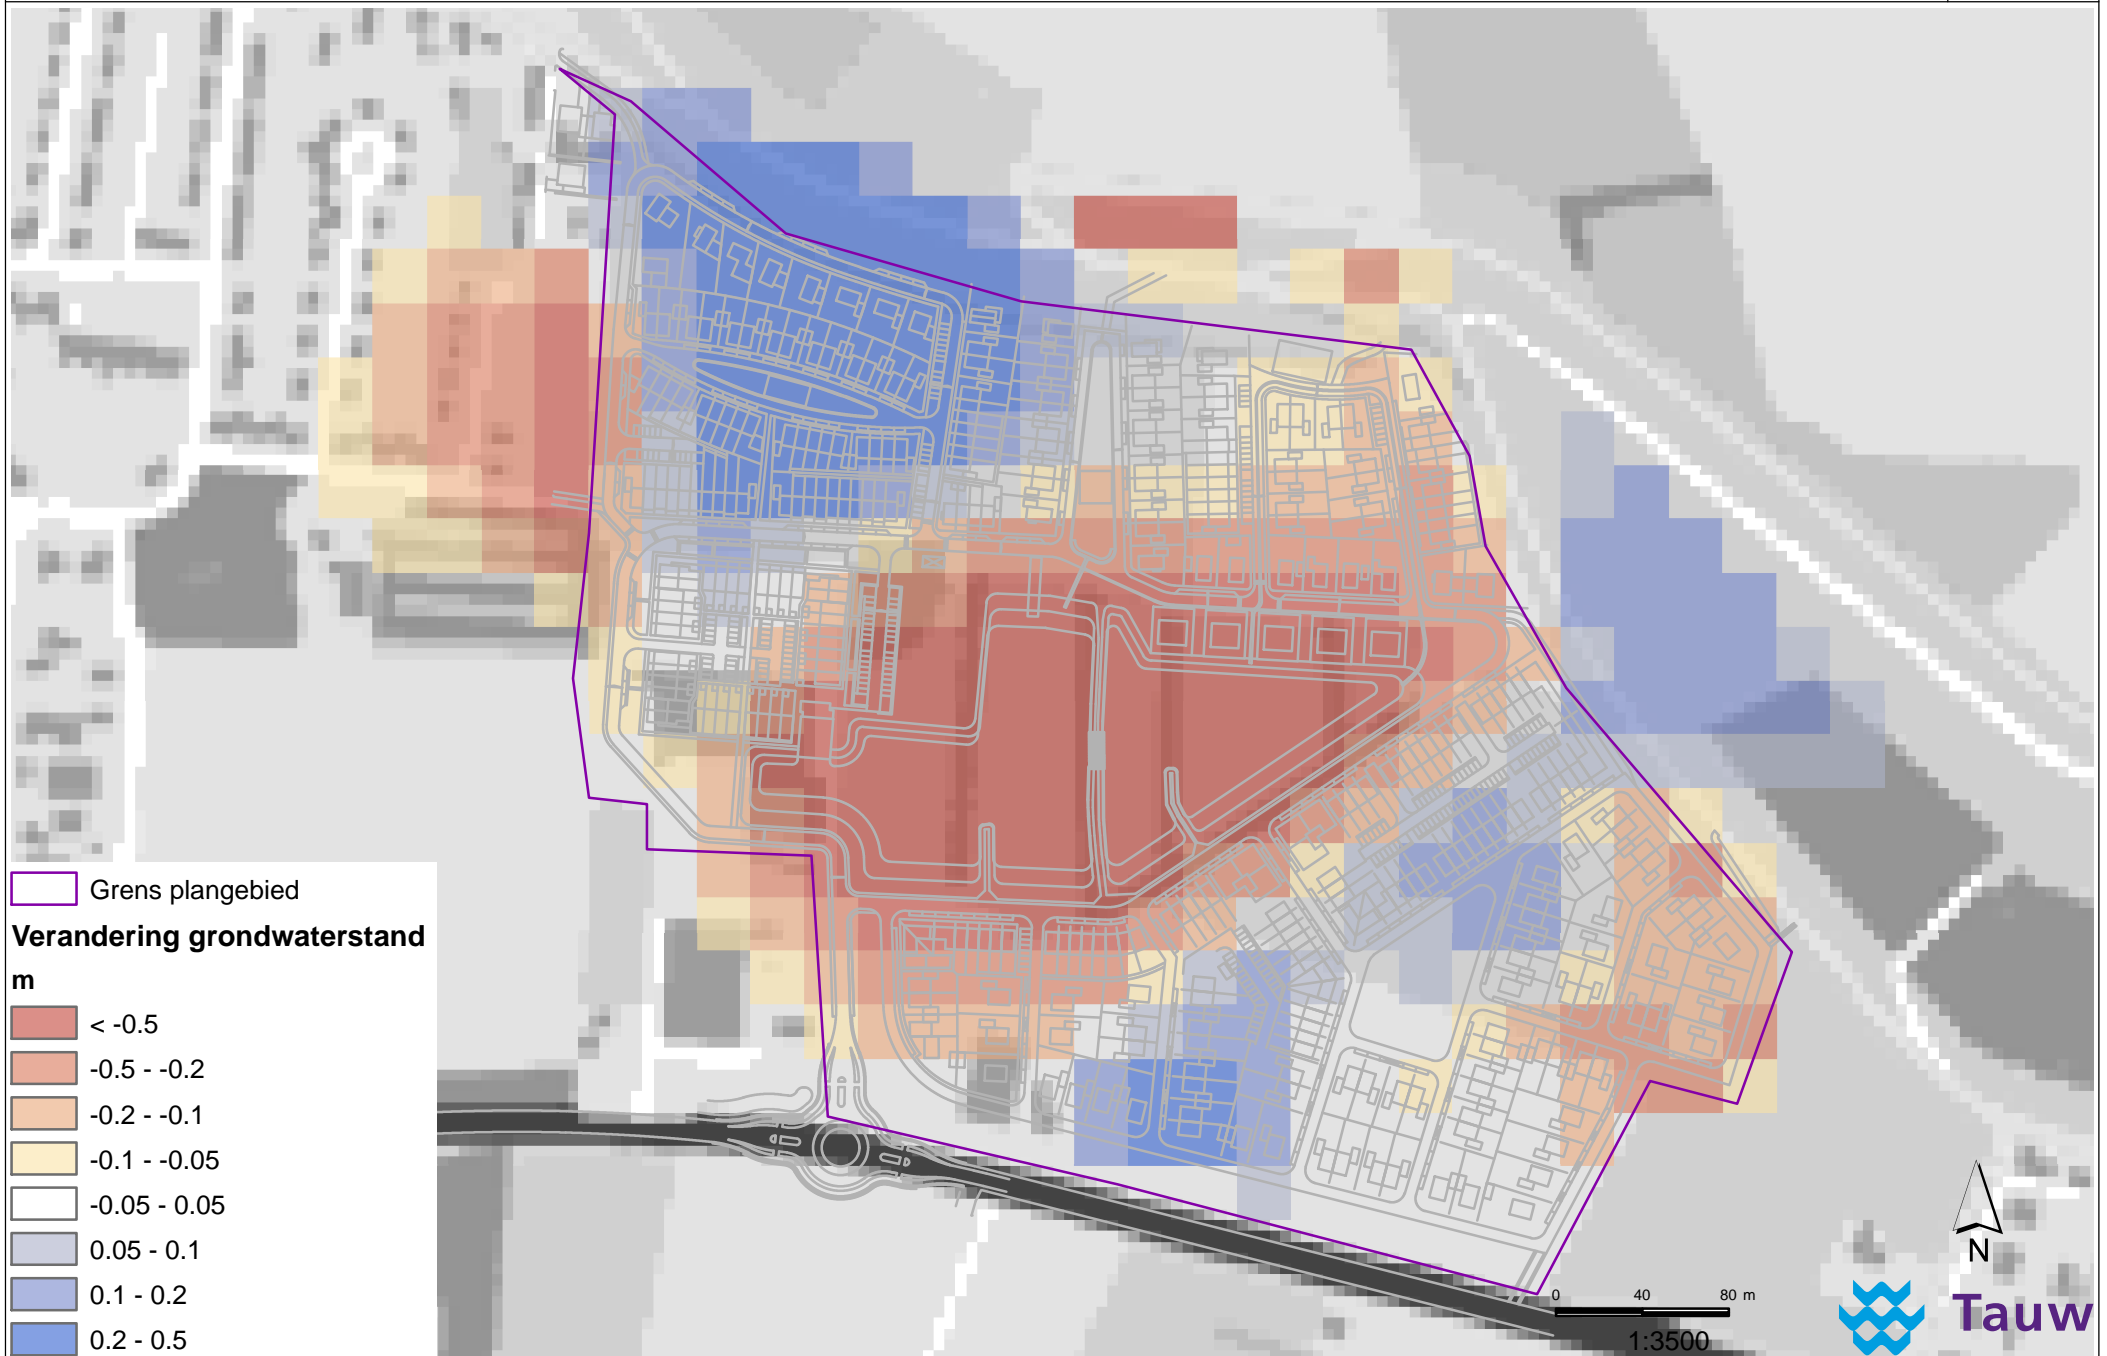 Grens plangebied
Verandering grondwaterstand
m
< -0.5
-0.5 - -0.2
-0.2 - -0.1
-0.1 - -0.05
-0.05 - 0.05
0.05 - 0.1
0.1 - 0.2
0.2 - 0.5
N
0 40 80 m
1:3500
Tauw